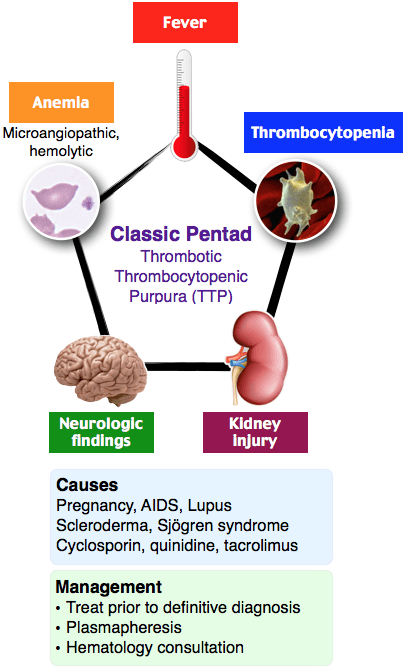 Fever
Anemia
Microangiopathic,
hemolytic
Thrombocytopenia
Classic Pentad
Thrombotic
Thrombocytopenic
Purpura (TTP)
Neurologic
findings
Kidney
injury
Causes
Pregnancy, AIDS, Lupus
Scleroderma, Sjögren syndrome
Cyclosporin, quinidine, tacrolimus
Management
• Treat prior to definitive diagnosis
• Plasmapheresis
• Hematology consultation